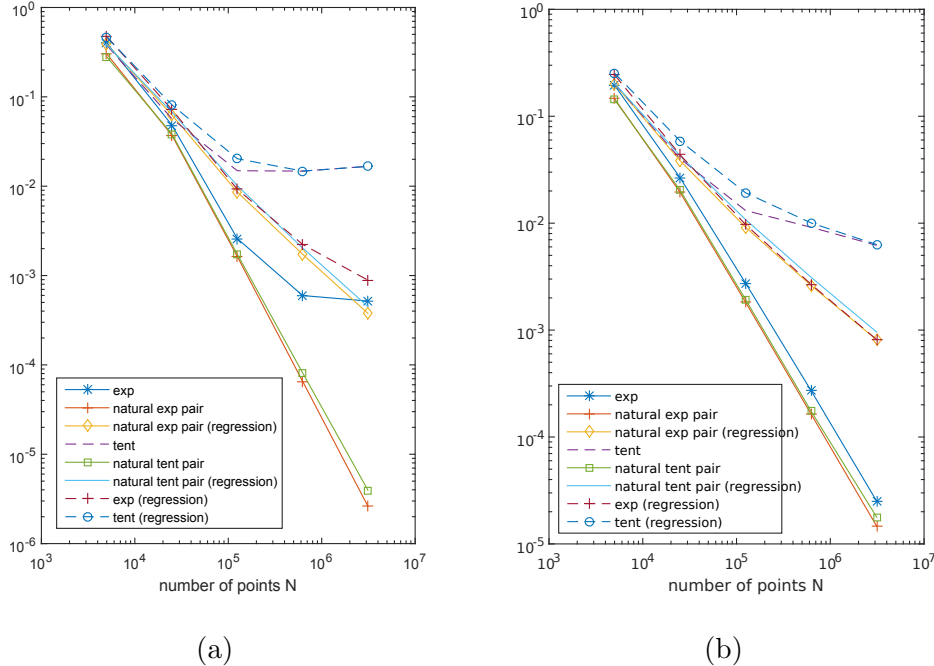 10^0
10^-1
10^-2
10^-3
10^-4
10^-5
10^-6
exp
natural exp pair
natural exp pair (regression)
tent
natural tent pair
natural tent pair (regression)
exp (regression)
tent (regression)
10^3
10^4
10^5
10^6
10^7
number of points N
(a)
10^0
10^-1
10^-2
10^-3
10^-4
10^-5
exp
natural exp pair
natural exp pair (regression)
tent
natural tent pair
natural tent pair (regression)
exp (regression)
tent (regression)
10^3
10^4
10^5
10^6
10^7
number of points N
(b)